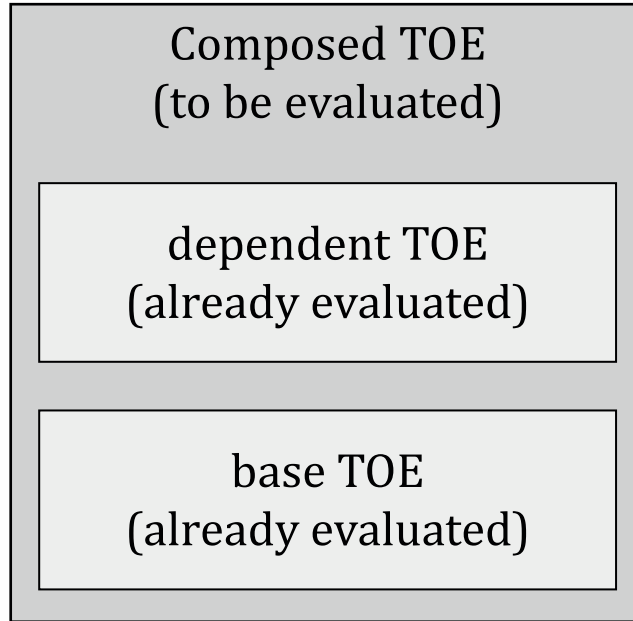 Composed TOE
(to be evaluated)
dependent TOE
(already evaluated)
base TOE
(already evaluated)